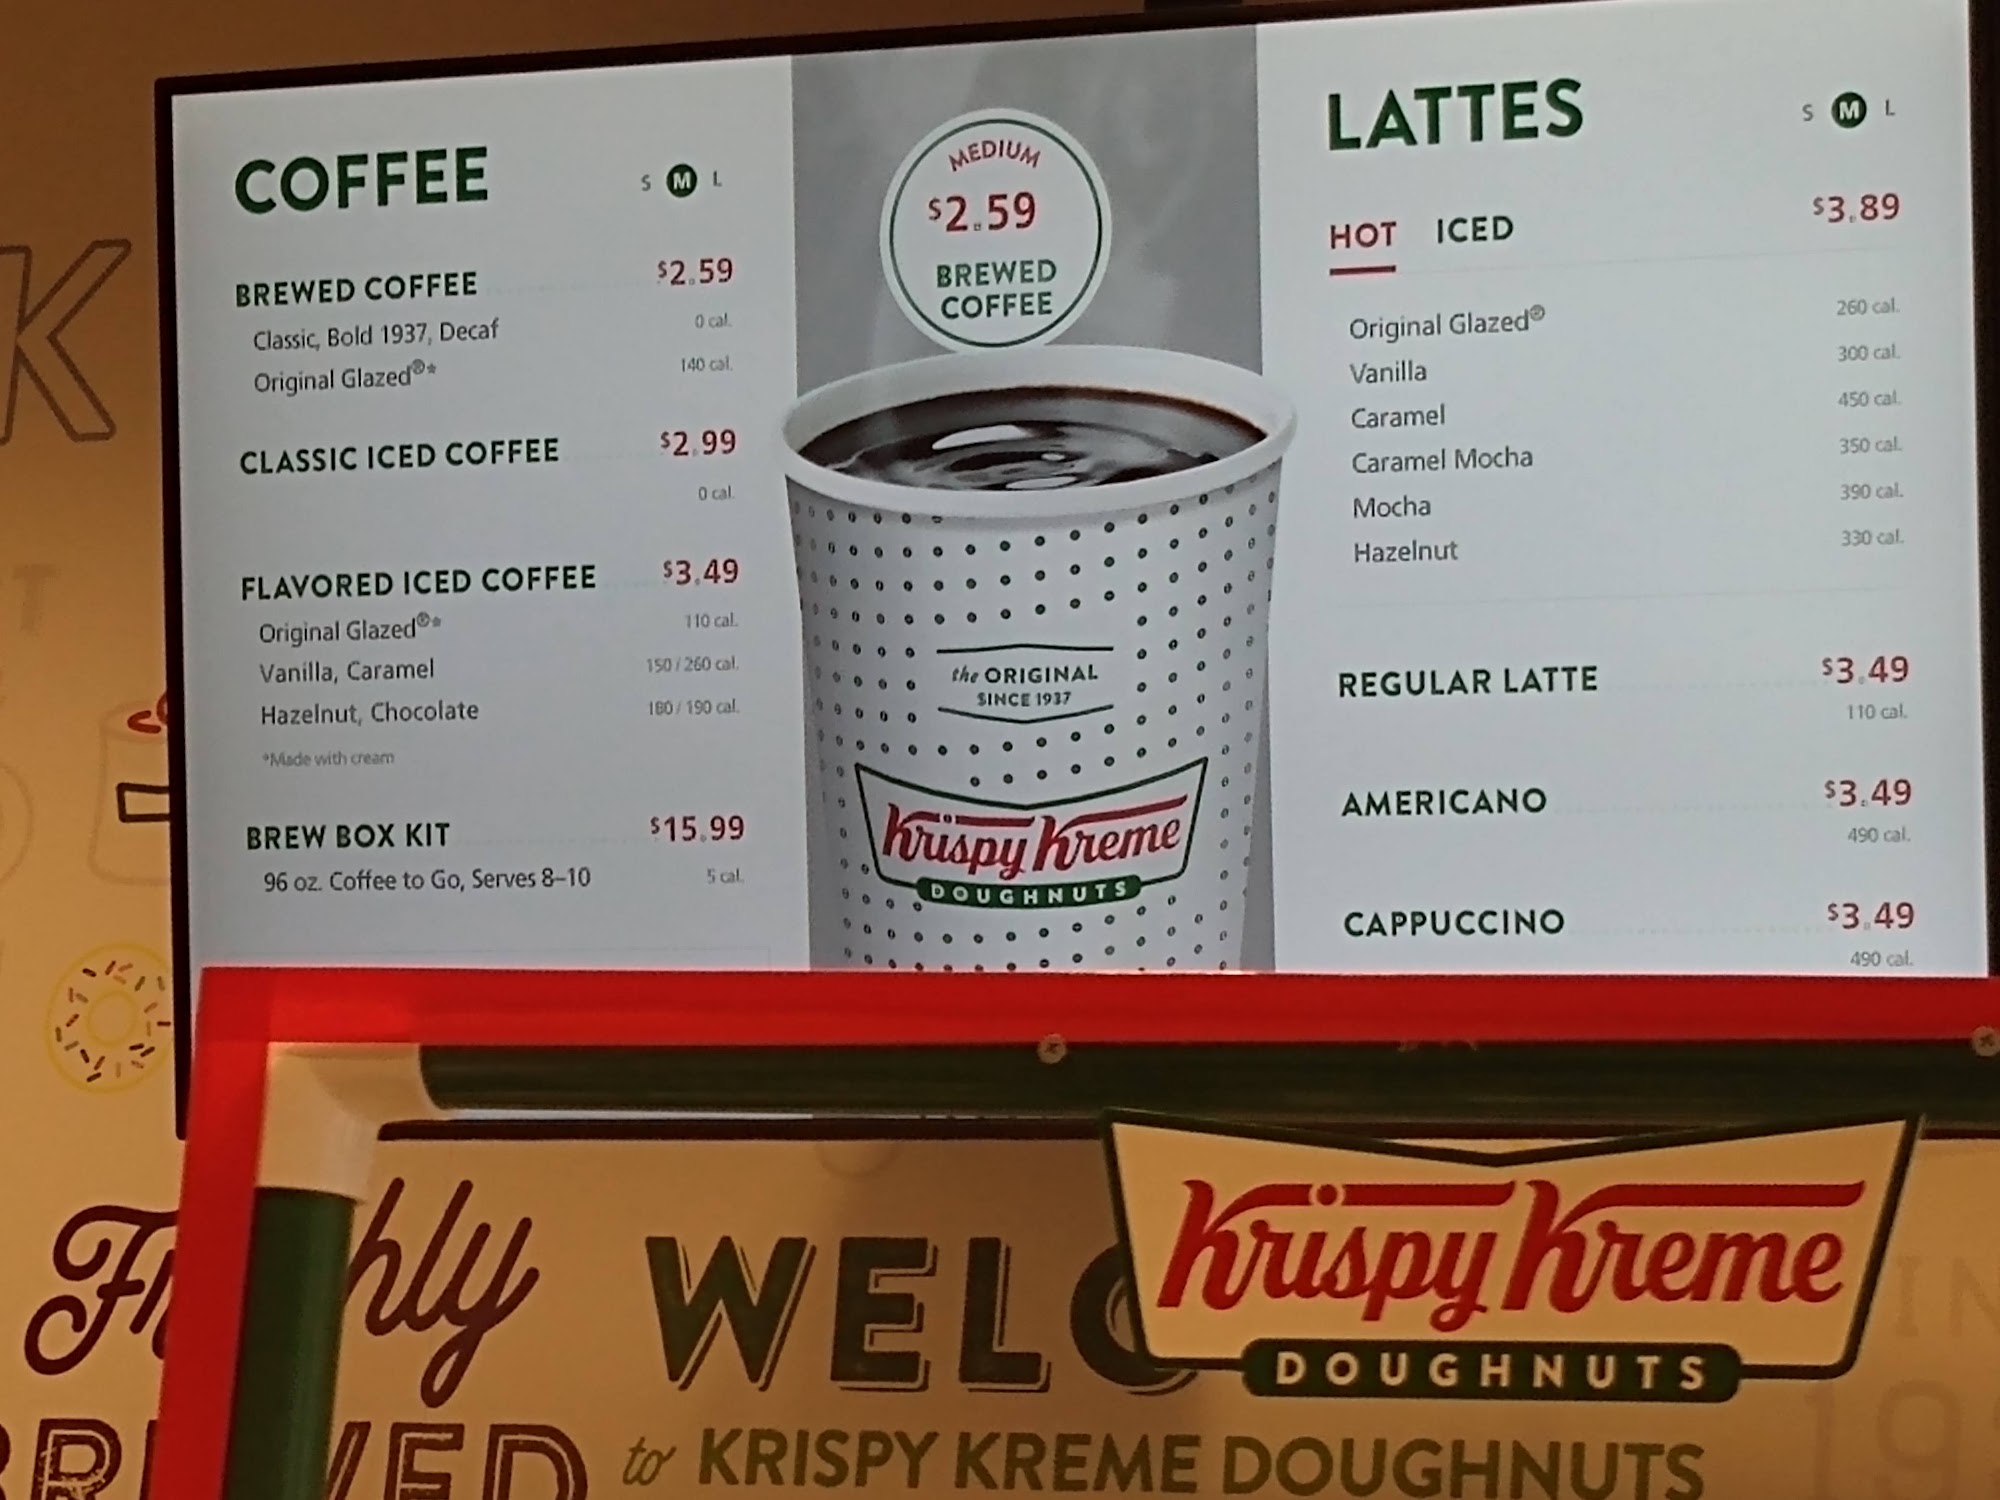 COFFEE
S M L
BREWED COFFEE $2.59
Classic, Bold 1937, Decaf 0 cal.
Original Glazed®* 140 cal.
CLASSIC ICED COFFEE $2.99
0 cal.
FLAVORED ICED COFFEE $3.49
Original Glazed®* 110 cal.
Vanilla, Caramel 150 / 260 cal.
Hazelnut, Chocolate 180 / 190 cal.
*Made with cream
BREW BOX KIT $15.99
96 oz. Coffee to Go, Serves 8–10 5 cal.
MEDIUM
$2.59
BREWED
COFFEE
the ORIGINAL
SINCE 1937
Krispy Kreme
DOUGHNUTS
LATTES
S M L
HOT ICED $3.89
Original Glazed® 260 cal.
Vanilla 300 cal.
Caramel 450 cal.
Caramel Mocha 350 cal.
Mocha 390 cal.
Hazelnut 330 cal.
REGULAR LATTE $3.49
110 cal.
AMERICANO $3.49
490 cal.
CAPPUCCINO $3.49
490 cal.
Krispy Kreme
DOUGHNUTS
WELC
to KRISPY KREME DOUGHNUTS